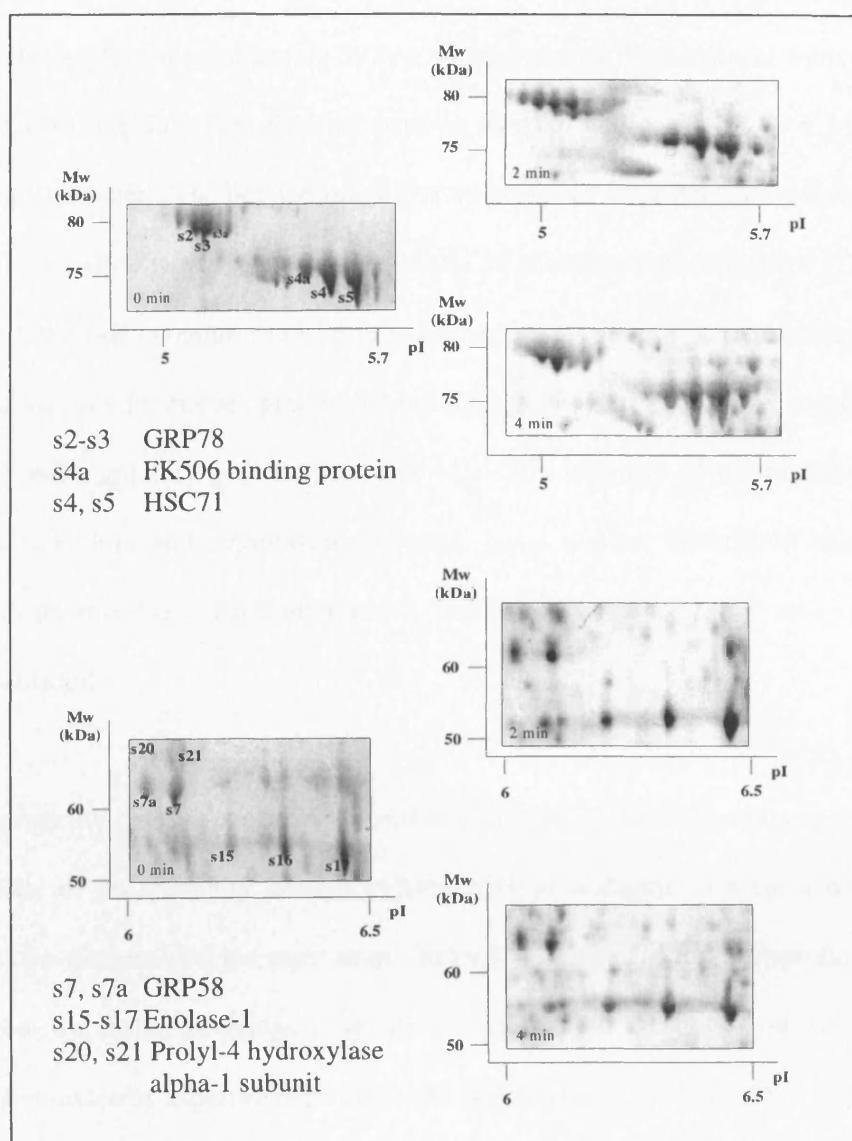 Mw
(kDa)
80
75
2 min
5
5.7
pI
Mw
(kDa)
80
75
s2
s3
s4a
s4
s5
0 min
5
5.7
pI
Mw
(kDa)
80
75
4 min
5
5.7
pI
s2-s3 GRP78
s4a FK506 binding protein
s4, s5 HSC71
Mw
(kDa)
60
50
2 min
6
6.5
pI
Mw
(kDa)
60
50
s20
s21
s7a
s7
s15
s16
0 min
6
6.5
pI
Mw
(kDa)
60
50
4 min
6
6.5
pI
s7, s7a GRP58
s15-s17 Enolase-1
s20, s21 Prolyl-4 hydroxylase
alpha-1 subunit